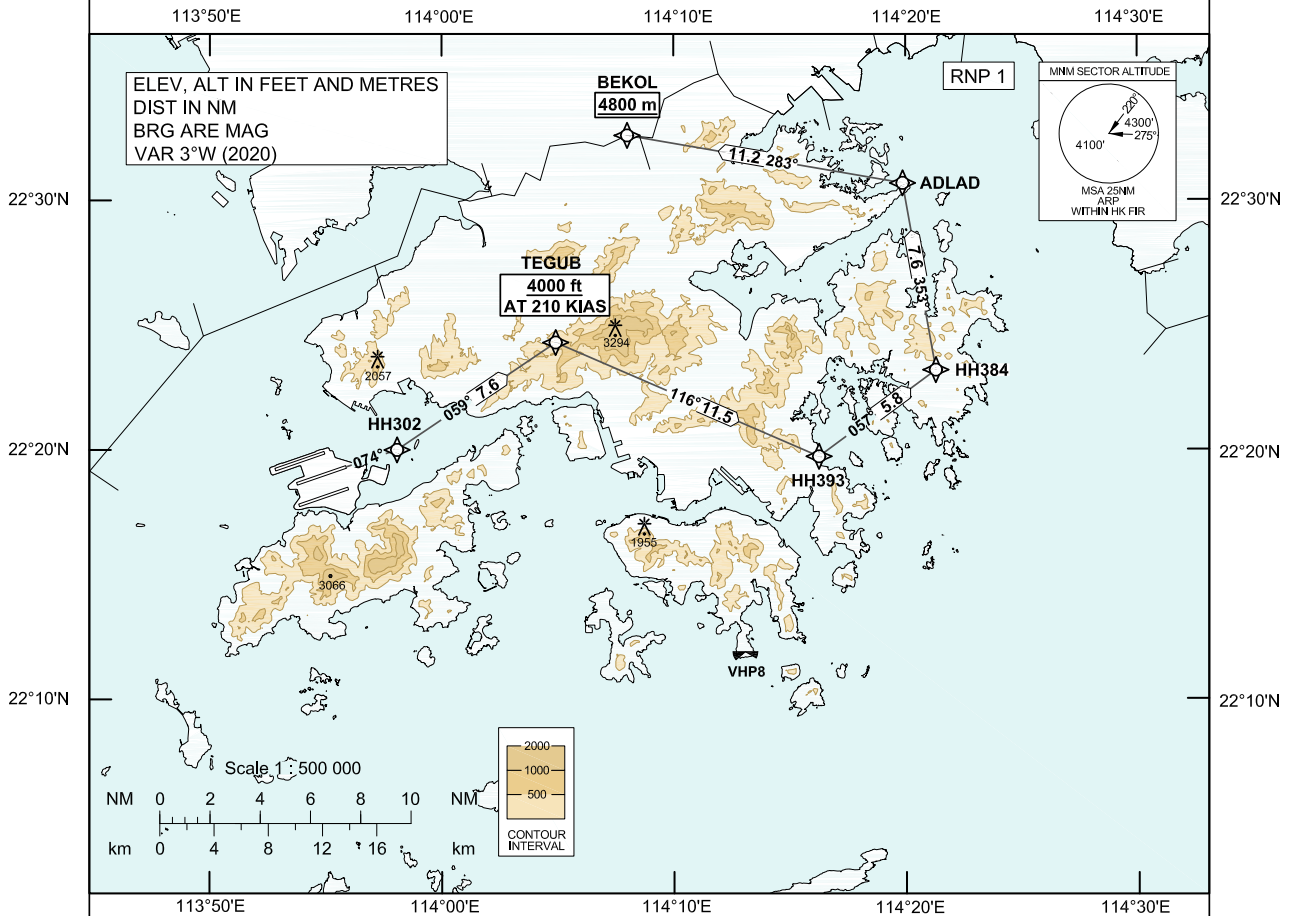 113°50'E
114°00'E
114°10'E
114°20'E
114°30'E
ELEV, ALT IN FEET AND METRES
DIST IN NM
BRG ARE MAG
VAR 3°W (2020)
BEKOL
4800 m
RNP 1
MNM SECTOR ALTITUDE
200°
4300'
275°
4100'
MSA 25NM
ARP
WITHIN HK FIR
11.2 283°
ADLAD
22°30'N
22°30'N
TEGUB
4000 ft
AT 210 KIAS
7.6 353°
3294
2057
HH384
059° 7.6
116° 11.5
057° 5.8
HH302
074°
22°20'N
22°20'N
HH393
1955
3066
VHP8
22°10'N
22°10'N
Scale 1 : 500 000
NM 0 2 4 6 8 10 NM
km 0 4 8 12 16 km
2000
1000
500
CONTOUR
INTERVAL
113°50'E
114°00'E
114°10'E
114°20'E
114°30'E